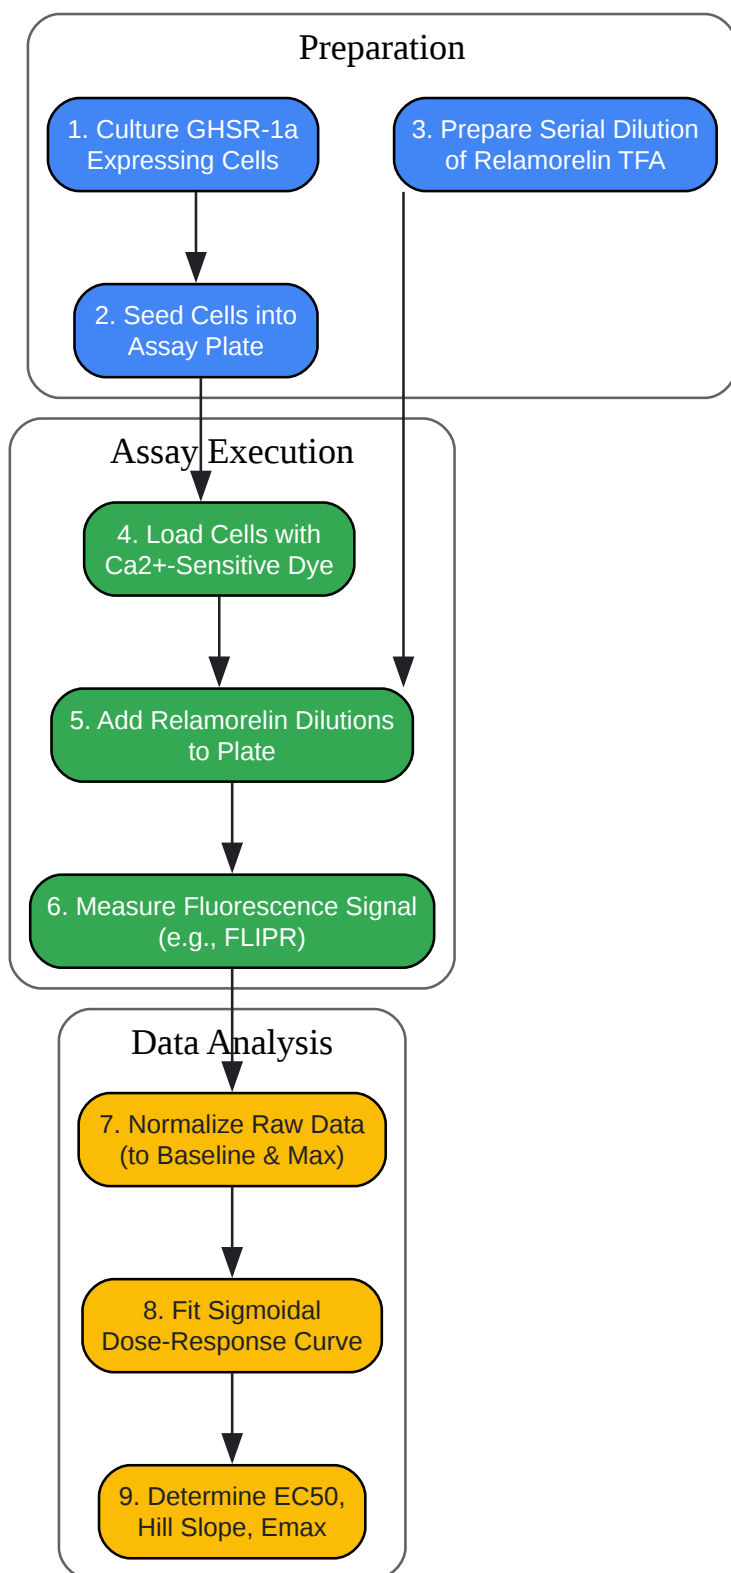 Preparation
1. Culture GHSR-1a
Expressing Cells
3. Prepare Serial Dilution
of Relamorelin TFA
2. Seed Cells into
Assay Plate
Assay Execution
4. Load Cells with
Ca2+-Sensitive Dye
5. Add Relamorelin Dilutions
to Plate
6. Measure Fluorescence Signal
(e.g., FLIPR)
Data Analysis
7. Normalize Raw Data
(to Baseline & Max)
8. Fit Sigmoidal
Dose-Response Curve
9. Determine EC50,
Hill Slope, Emax